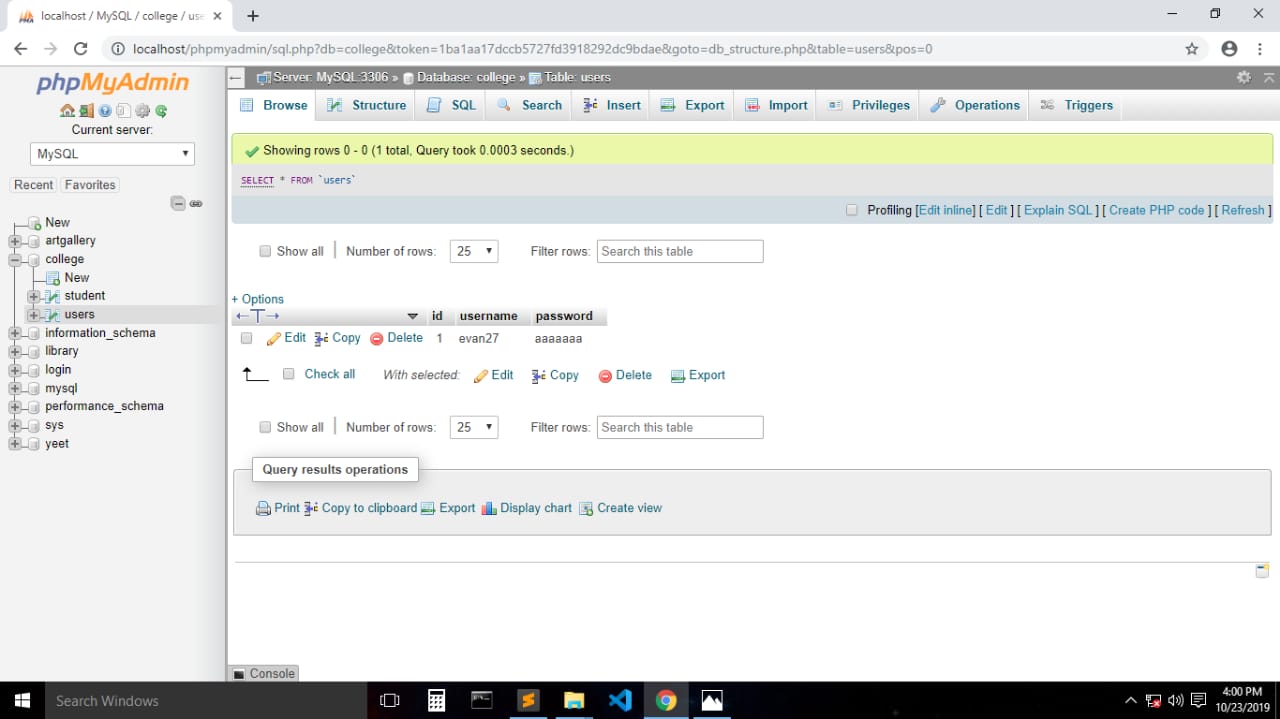 localhost / MySQL / college / use
localhost/phpmyadmin/sql.php?db=college&token=1ba1aa17dccb5727fd3918292dc9bdae&goto=db_structure.php&table=users&pos=0
phpMyAdmin
Current server:
MySQL
Recent Favorites
New
artgallery
college
New
student
users
information_schema
library
login
mysql
performance_schema
sys
yeet
Server: MySQL:3306 » Database: college » Table: users
Browse Structure SQL Search Insert Export Import Privileges Operations Triggers
Showing rows 0 - 0 (1 total, Query took 0.0003 seconds.)
SELECT * FROM `users`
Profiling [Edit inline] [ Edit ] [ Explain SQL ] [ Create PHP code ] [ Refresh ]
Show all Number of rows: 25 Filter rows: Search this table
+ Options
←T→ id username password
Edit Copy Delete 1 evan27 aaaaaaa
Check all With selected: Edit Copy Delete Export
Show all Number of rows: 25 Filter rows: Search this table
Query results operations
Print Copy to clipboard Export Display chart Create view
Console
Search Windows
4:00 PM
10/23/2019